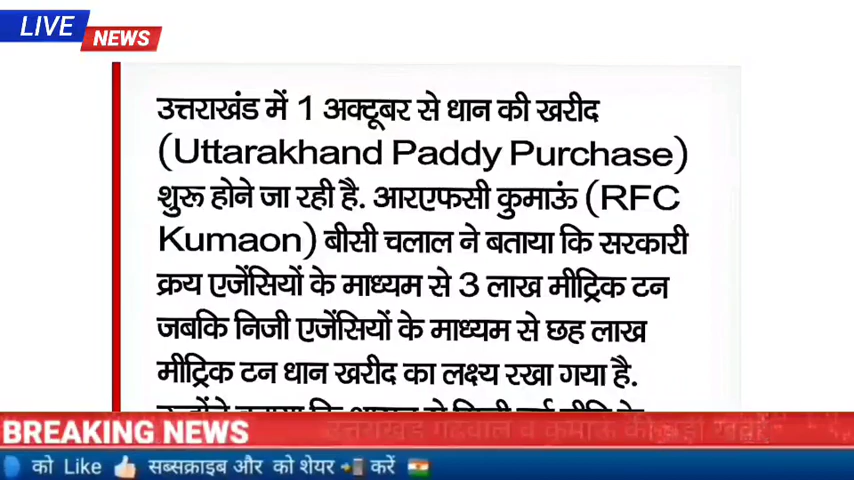 LIVE
NEWS
उत्तराखंड में 1 अक्टूबर से धान की खरीद
(Uttarakhand Paddy Purchase)
शुरू होने जा रही है. आरएफसी कुमाऊं (RFC
Kumaon) बीसी चलाल ने बताया कि सरकारी
क्रय एजेंसियों के माध्यम से 3 लाख मीट्रिक टन
जबकि निजी एजेंसियों के माध्यम से छह लाख
मीट्रिक टन धान खरीद का लक्ष्य रखा गया है.
BREAKING NEWS
को Like 👍 सब्सक्राइब और को शेयर 📲 करें 🇮🇳